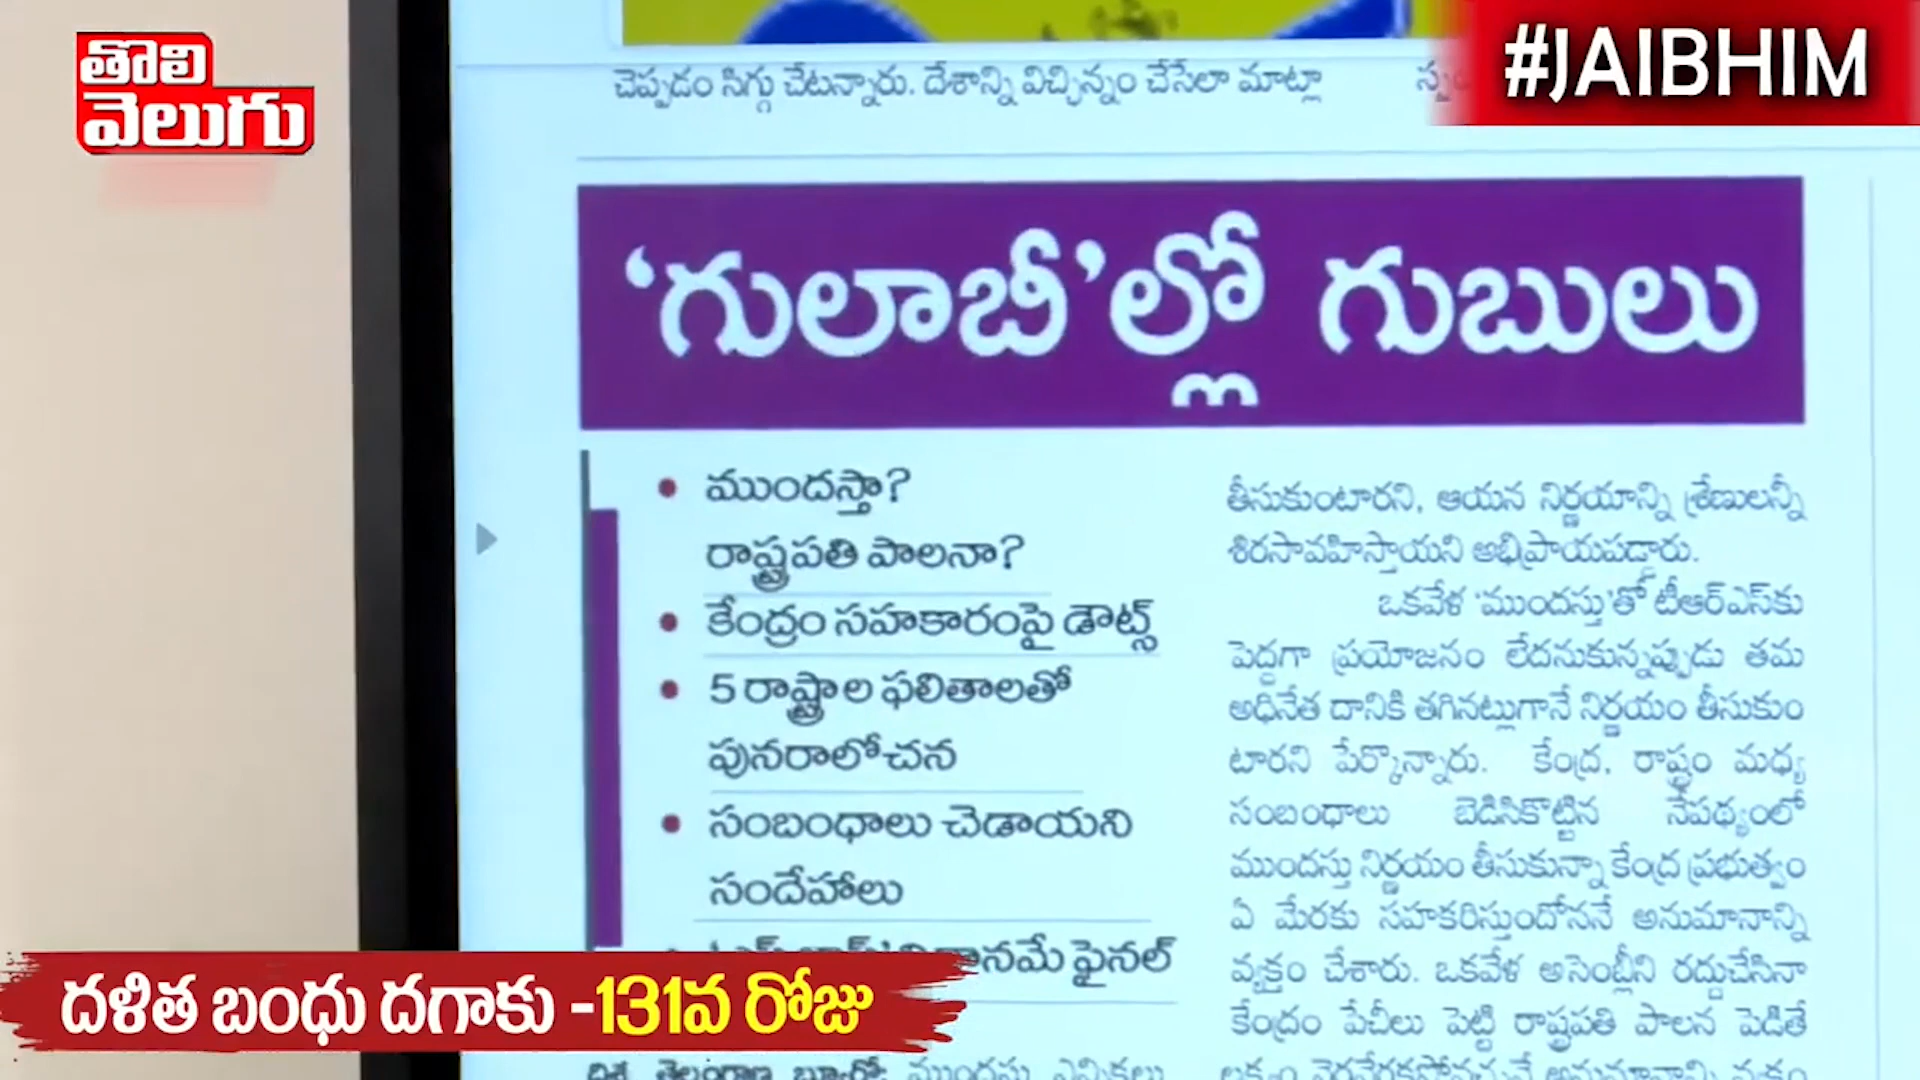 తొలి
వెలుగు
#JAIBHIM
చెప్పడం సిగ్గు చేటన్నారు. దేశాన్ని విచ్ఛిన్నం చేసేలా మాట్లా
‘గులాబీ’ల్లో గుబులు
• ముందస్తా?
రాష్ట్రపతి పాలనా?
• కేంద్రం సహకారంపై డౌట్స్
• 5 రాష్ట్రాల ఫలితాలతో
పునరాలోచన
• సంబంధాలు చెడాయని
సందేహాలు
ఫైనల్
తీసుకుంటారని, ఆయన నిర్ణయాన్ని శ్రేణులన్నీ
శిరసావహిస్తాయని అభిప్రాయపడ్డారు.
ఒకవేళ ‘ముందస్తు’తో టీఆర్ఎస్‌కు
పెద్దగా ప్రయోజనం లేదనుకున్నప్పుడు తమ
అధినేత దానికి తగినట్లుగానే నిర్ణయం తీసుకుం
టారని పేర్కొన్నారు. కేంద్ర, రాష్ట్రం మధ్య
సంబంధాలు బెడిసికొట్టిన నేపథ్యంలో
ముందస్తు నిర్ణయం తీసుకున్నా కేంద్ర ప్రభుత్వం
ఏ మేరకు సహకరిస్తుందోననే అనుమానాన్ని
వ్యక్తం చేశారు. ఒకవేళ అసెంబ్లీని రద్దుచేసినా
కేంద్రం పేచీలు పెట్టి రాష్ట్రపతి పాలన పెడితే
దళిత బంధు దగాకు -131వ రోజు